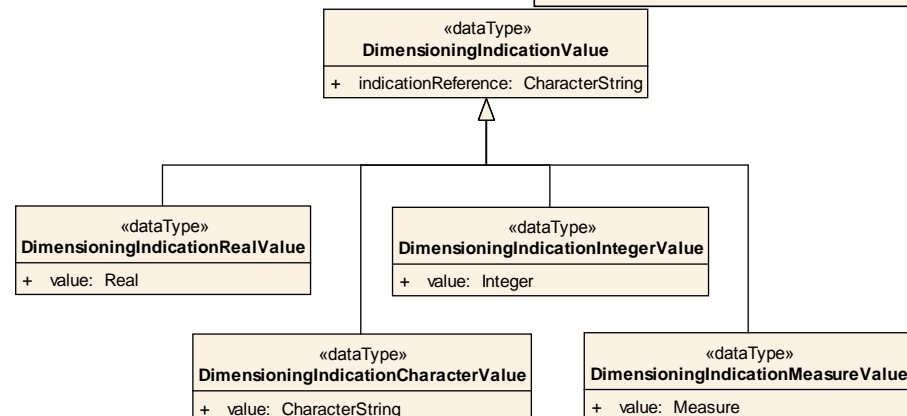 «dataType»
DimensioningIndicationValue
+ indicationReference: CharacterString
«dataType»
DimensioningIndicationRealValue
+ value: Real
«dataType»
DimensioningIndicationIntegerValue
+ value: Integer
«dataType»
DimensioningIndicationCharacterValue
+ value: CharacterString
«dataType»
DimensioningIndicationMeasureValue
+ value: Measure